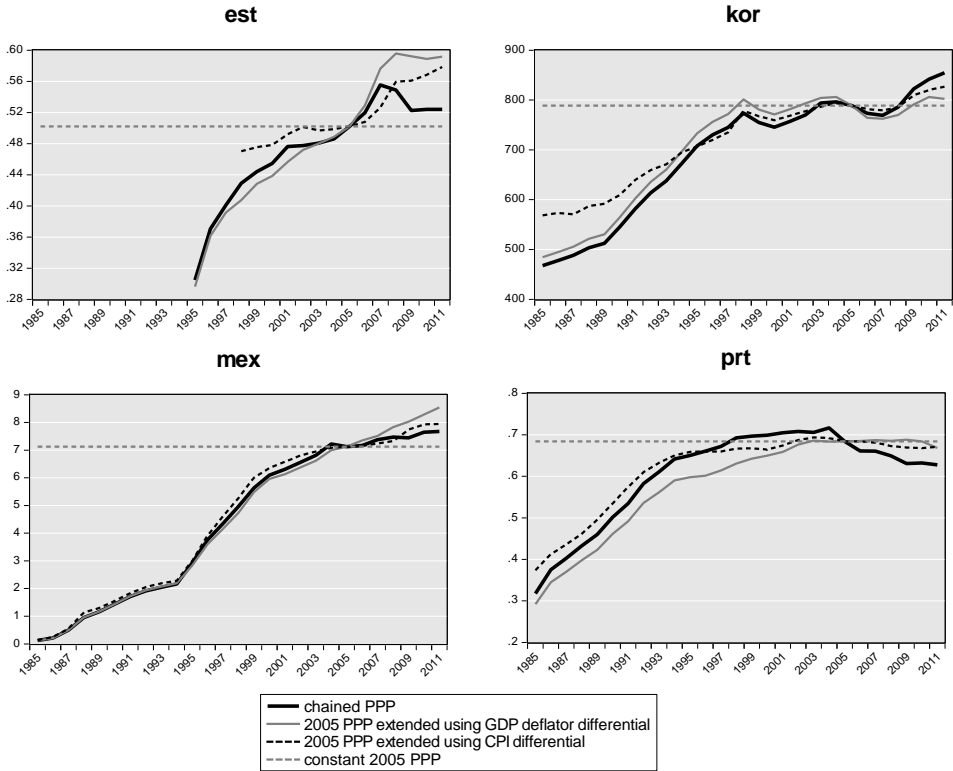 est
.60
.56
.52
.48
.44
.40
.36
.32
.28
1985 1987 1989 1991 1993 1995 1997 1999 2001 2003 2005 2007 2009 2011
kor
900
800
700
600
500
400
1985 1987 1989 1991 1993 1995 1997 1999 2001 2003 2005 2007 2009 2011
mex
9
8
7
6
5
4
3
2
1
0
1985 1987 1989 1991 1993 1995 1997 1999 2001 2003 2005 2007 2009 2011
prt
.8
.7
.6
.5
.4
.3
.2
1985 1987 1989 1991 1993 1995 1997 1999 2001 2003 2005 2007 2009 2011
chained PPP
2005 PPP extended using GDP deflator differential
2005 PPP extended using CPI differential
constant 2005 PPP